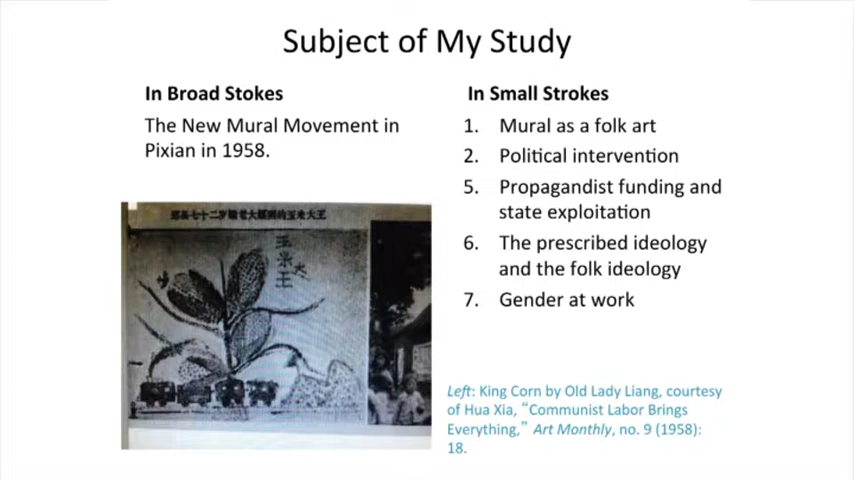 Subject of My Study
In Broad Stokes
The New Mural Movement in
Pixian in 1958.
In Small Strokes
1. Mural as a folk art
2. Political intervention
5. Propagandist funding and
state exploitation
6. The prescribed ideology
and the folk ideology
7. Gender at work
玉米大王
Left: King Corn by Old Lady Liang, courtesy
of Hua Xia, “Communist Labor Brings
Everything,” Art Monthly, no. 9 (1958):
18.